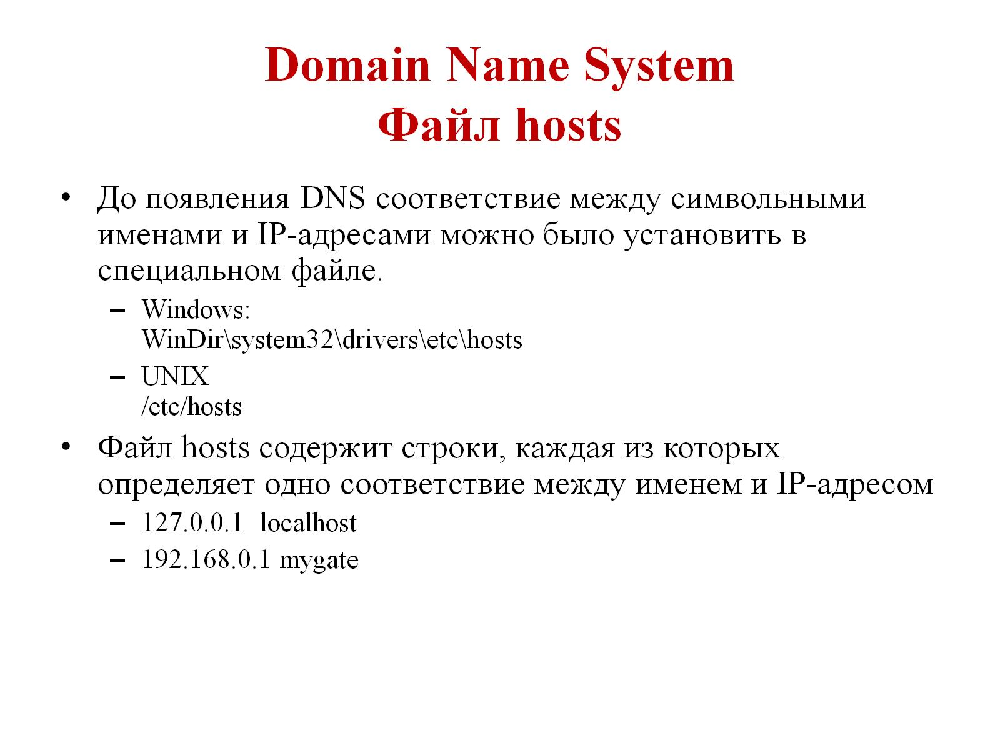 Domain Name System
Файл hosts
• До появления DNS соответствие между символьными
именами и IP-адресами можно было установить в
специальном файле.
– Windows:
WinDir\system32\drivers\etc\hosts
– UNIX
/etc/hosts
• Файл hosts содержит строки, каждая из которых
определяет одно соответствие между именем и IP-адресом
– 127.0.0.1  localhost
– 192.168.0.1 mygate